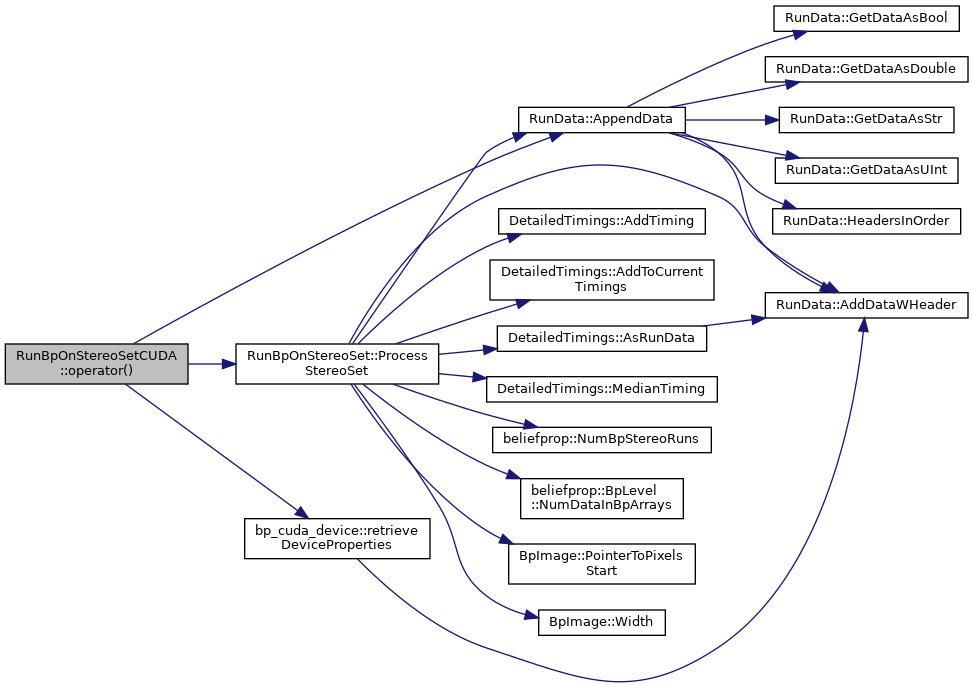 RunBpOnStereoSetCUDA
::operator()
RunBpOnStereoSet::Process
StereoSet
bp_cuda_device::retrieve
DeviceProperties
RunData::AppendData
DetailedTimings::AddTiming
DetailedTimings::AddToCurrent
Timings
DetailedTimings::AsRunData
DetailedTimings::MedianTiming
beliefprop::NumBpStereoRuns
beliefprop::BpLevel
::NumDataInBpArrays
BpImage::PointerToPixels
Start
BpImage::Width
RunData::GetDataAsBool
RunData::GetDataAsDouble
RunData::GetDataAsStr
RunData::GetDataAsUInt
RunData::HeadersInOrder
RunData::AddDataWHeader